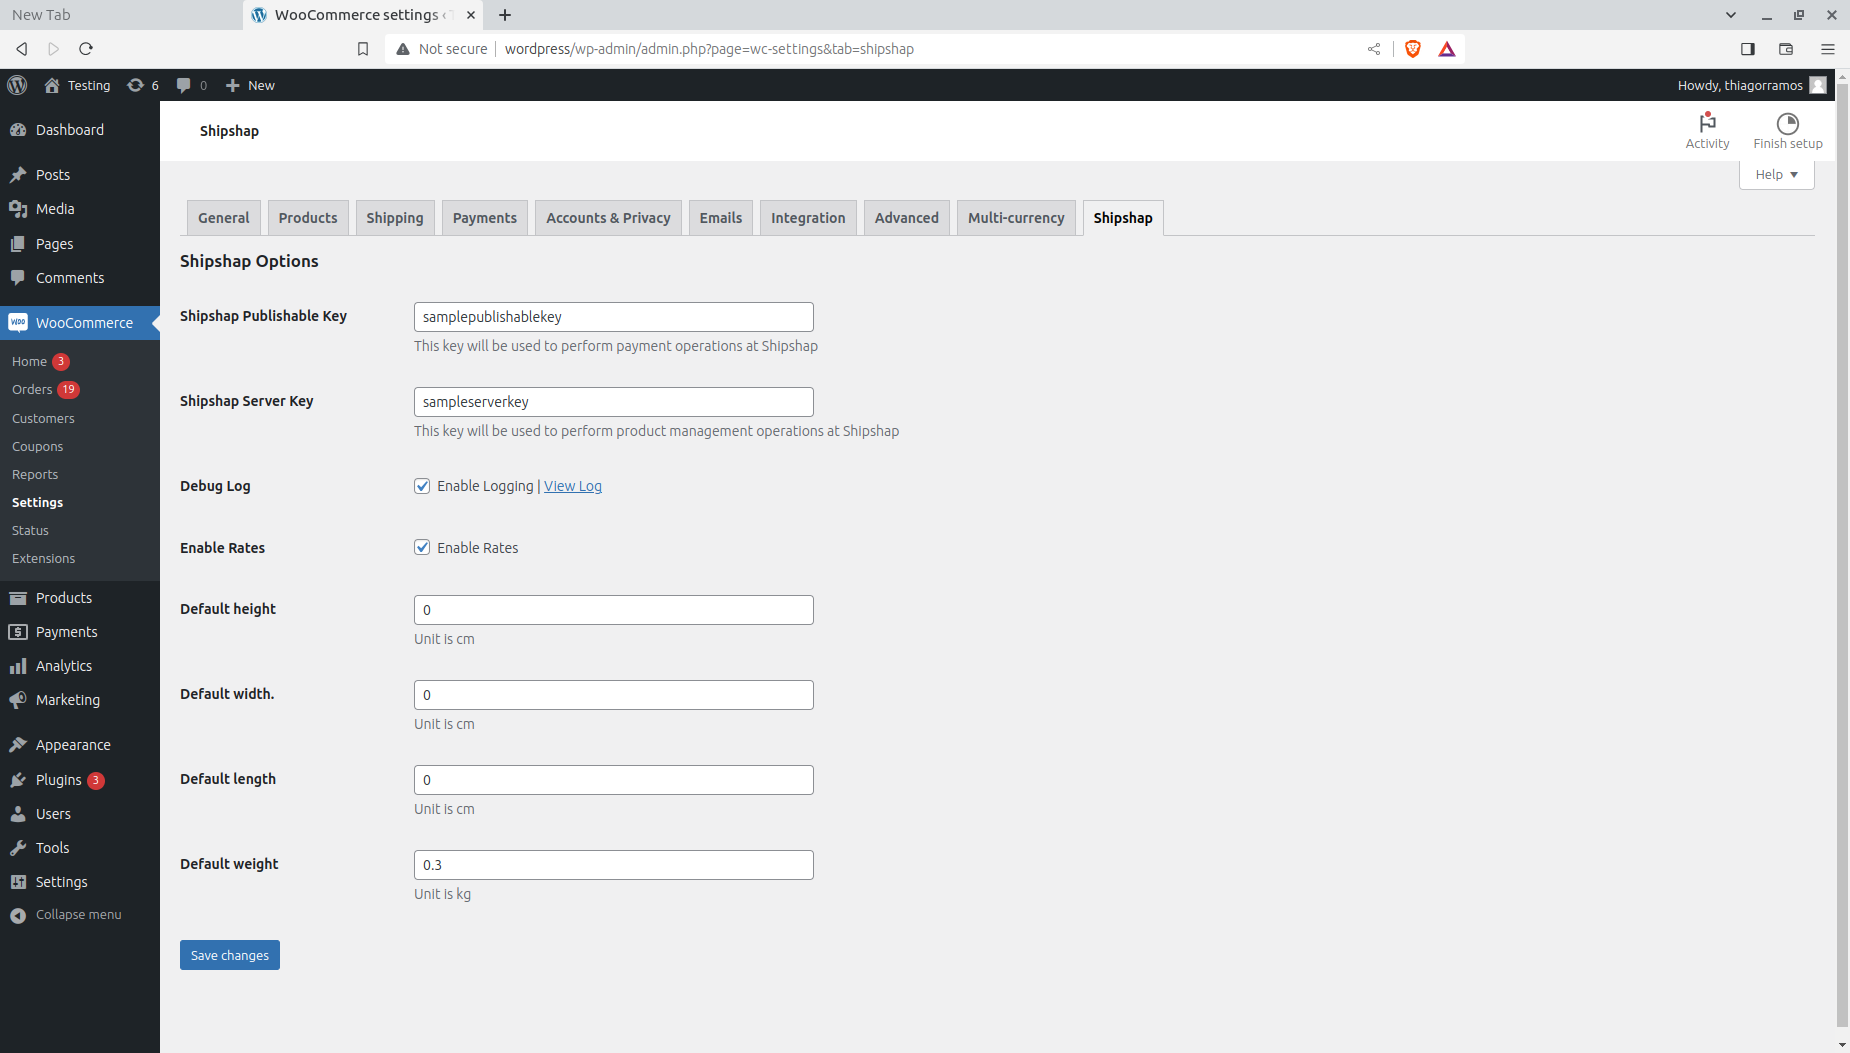 New Tab
WooCommerce settings ‹ T
Not secure
wordpress/wp-admin/admin.php?page=wc-settings&tab=shipshap
Testing
6
0
New
Howdy, thiagorramos
Dashboard
Posts
Media
Pages
Comments
WooCommerce
Home 3
Orders 19
Customers
Coupons
Reports
Settings
Status
Extensions
Products
Payments
Analytics
Marketing
Appearance
Plugins 3
Users
Tools
Settings
Collapse menu
Shipshap
Activity
Finish setup
Help
General
Products
Shipping
Payments
Accounts & Privacy
Emails
Integration
Advanced
Multi-currency
Shipshap
Shipshap Options
Shipshap Publishable Key
samplepublishablekey
This key will be used to perform payment operations at Shipshap
Shipshap Server Key
sampleserverkey
This key will be used to perform product management operations at Shipshap
Debug Log
Enable Logging | View Log
Enable Rates
Enable Rates
Default height
0
Unit is cm
Default width.
0
Unit is cm
Default length
0
Unit is cm
Default weight
0.3
Unit is kg
Save changes